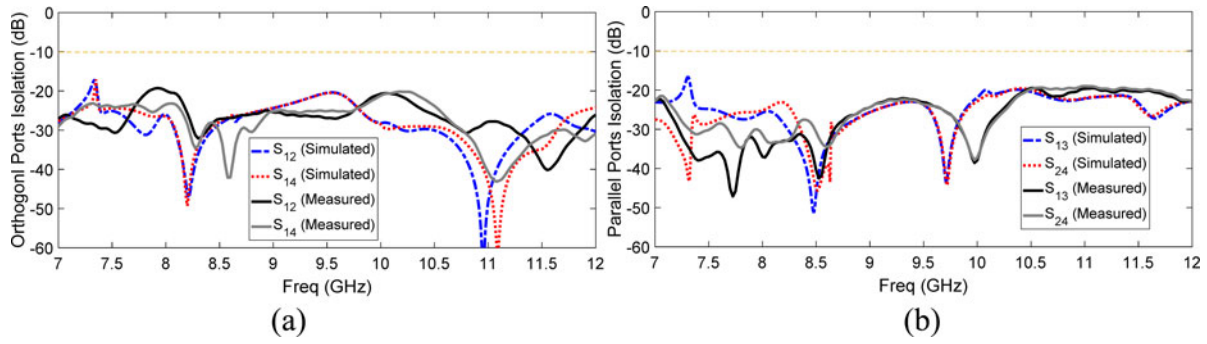 Orthogonl Ports Isolation (dB)
0
-10
-20
-30
-40
-50
-60
S12 (Simulated)
S14 (Simulated)
S12 (Measured)
S14 (Measured)
7 7.5 8 8.5 9 9.5 10 10.5 11 11.5 12
Freq (GHz)
(a)
Parallel Ports Isolation (dB)
0
-10
-20
-30
-40
-50
-60
S13 (Simulated)
S24 (Simulated)
S13 (Measured)
S24 (Measured)
7 7.5 8 8.5 9 9.5 10 10.5 11 11.5 12
Freq (GHz)
(b)